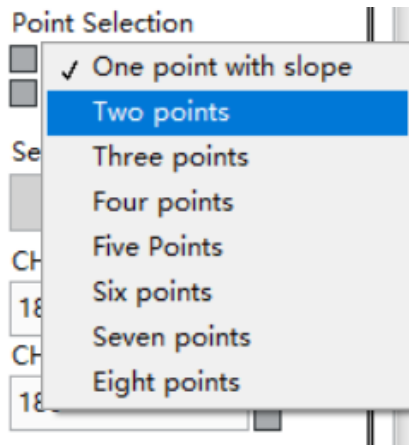 Point Selection
✓ One point with slope
Two points
Three points
Se
Four points
Five Points
CH
Six points
18
Seven points
CH
Eight points
18